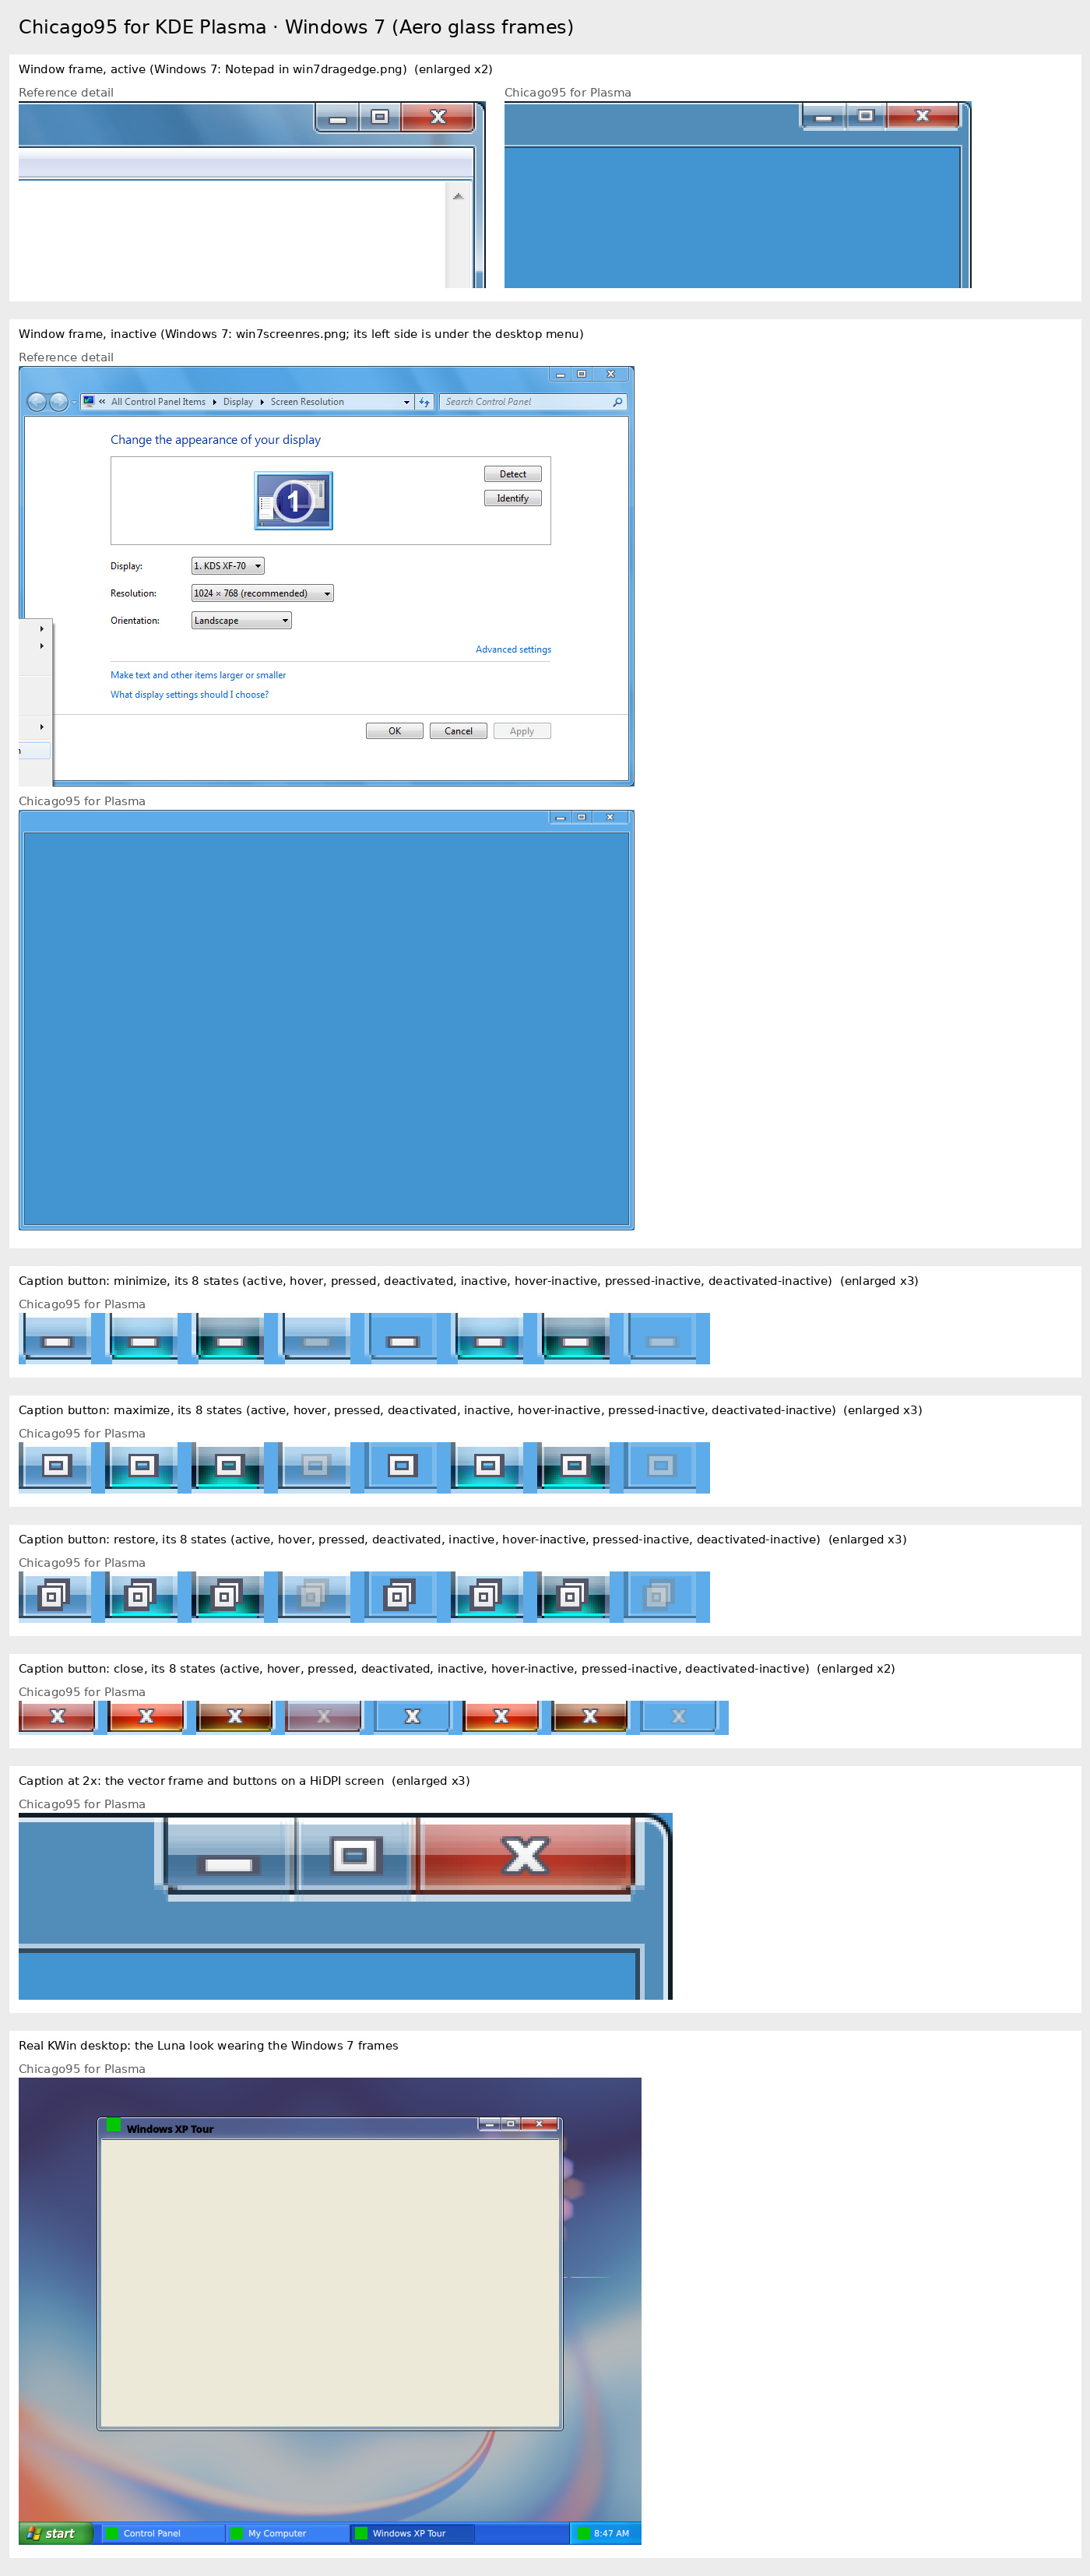 Chicago95 for KDE Plasma · Windows 7 (Aero glass frames)
Window frame, active (Windows 7: Notepad in win7dragedge.png)  (enlarged x2)
Reference detail
Chicago95 for Plasma
Window frame, inactive (Windows 7: win7screenres.png; its left side is under the desktop menu)
Reference detail
« All Control Panel Items Display Screen Resolution
Search Control Panel
Change the appearance of your display
1
Detect
Identify
Display:
1. KDS XF-70
Resolution:
1024 × 768 (recommended)
Orientation:
Landscape
Advanced settings
Make text and other items larger or smaller
What display settings should I choose?
OK
Cancel
Apply
Chicago95 for Plasma
Caption button: minimize, its 8 states (active, hover, pressed, deactivated, inactive, hover-inactive, pressed-inactive, deactivated-inactive)  (enlarged x3)
Chicago95 for Plasma
Caption button: maximize, its 8 states (active, hover, pressed, deactivated, inactive, hover-inactive, pressed-inactive, deactivated-inactive)  (enlarged x3)
Chicago95 for Plasma
Caption button: restore, its 8 states (active, hover, pressed, deactivated, inactive, hover-inactive, pressed-inactive, deactivated-inactive)  (enlarged x3)
Chicago95 for Plasma
Caption button: close, its 8 states (active, hover, pressed, deactivated, inactive, hover-inactive, pressed-inactive, deactivated-inactive)  (enlarged x2)
Chicago95 for Plasma
Caption at 2x: the vector frame and buttons on a HiDPI screen  (enlarged x3)
Chicago95 for Plasma
Real KWin desktop: the Luna look wearing the Windows 7 frames
Chicago95 for Plasma
Windows XP Tour
start
Control Panel
My Computer
Windows XP Tour
8:47 AM